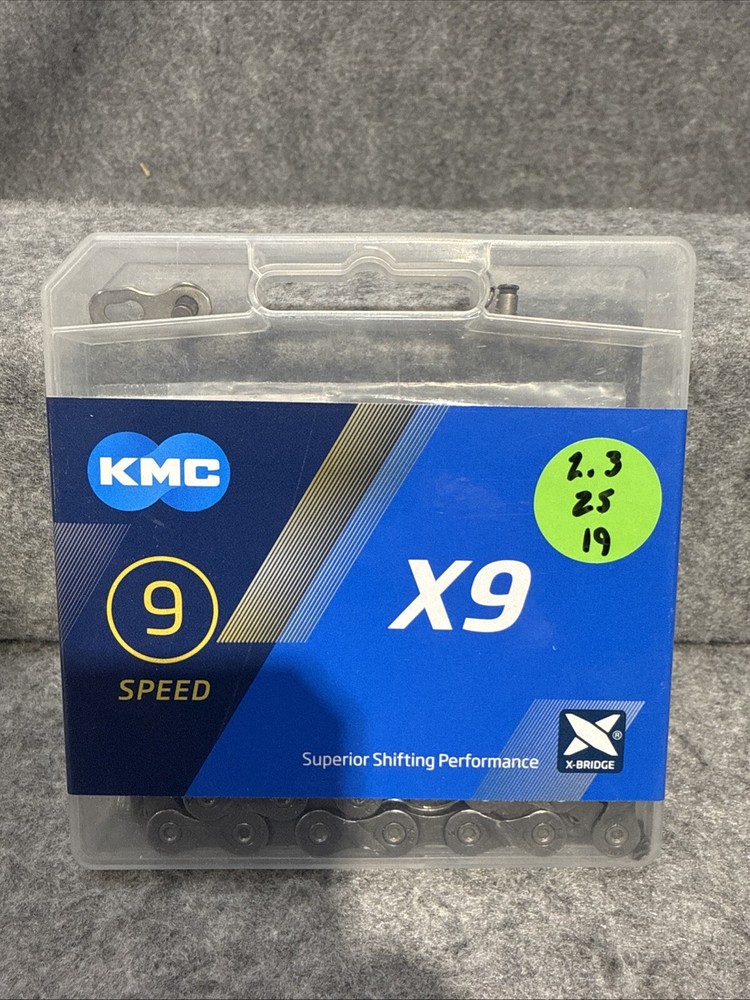 KMC
2.3
25
19
9
SPEED
X9
Superior Shifting Performance
®
X-BRIDGE